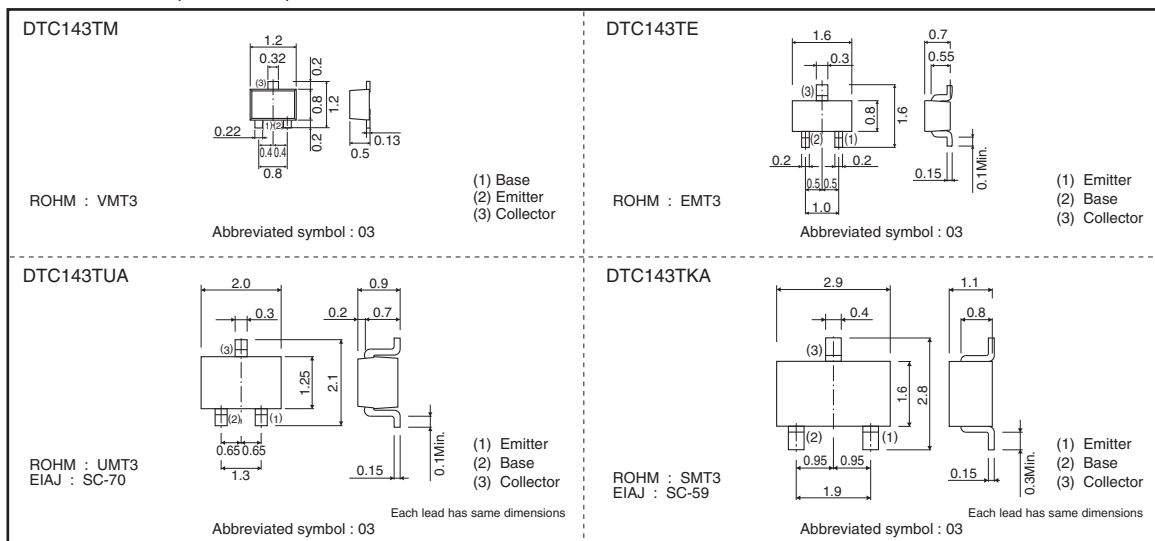 DTC143TM
1.2
0.32
0.2
(3)
0.8
1.2
0.22
(1) (2)
0.2
0.4 0.4
0.8
0.5
0.13
(1) Base
(2) Emitter
(3) Collector
ROHM : VMT3
Abbreviated symbol : 03
DTC143TE
1.6
0.3
0.7
0.55
(3)
0.8
1.6
(2)
(1)
0.2
0.2
0.5 0.5
1.0
0.15
0.1Min.
(1) Emitter
(2) Base
(3) Collector
ROHM : EMT3
Abbreviated symbol : 03
DTC143TUA
2.0
0.3
0.9
0.2
0.7
(3)
1.25
2.1
(2)
(1)
0.65 0.65
1.3
0.15
0.1Min.
(1) Emitter
(2) Base
(3) Collector
ROHM : UMT3
EIAJ : SC-70
Each lead has same dimensions
Abbreviated symbol : 03
DTC143TKA
2.9
0.4
1.1
0.8
(3)
1.6
2.8
(2)
(1)
0.95 0.95
1.9
0.15
0.3Min.
(1) Emitter
(2) Base
(3) Collector
ROHM : SMT3
EIAJ : SC-59
Each lead has same dimensions
Abbreviated symbol : 03